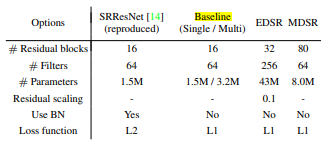 Options SRResNet [14] (reproduced) Baseline (Single / Multi) EDSR MDSR
# Residual blocks 16 16 32 80
# Filters 64 64 256 64
# Parameters 1.5M 1.5M / 3.2M 43M 8.0M
Residual scaling - - 0.1 -
Use BN Yes No No No
Loss function L2 L1 L1 L1